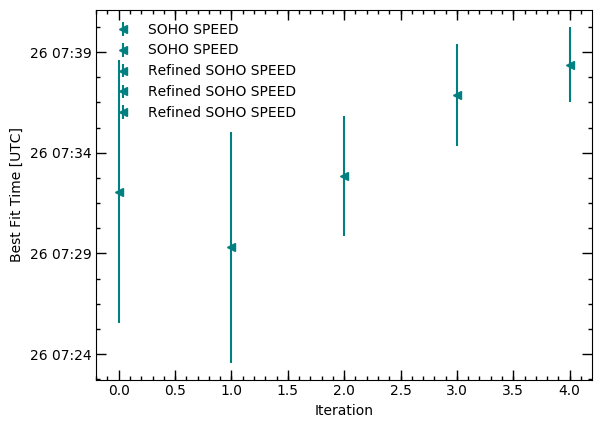 SOHO SPEED
SOHO SPEED
Refined SOHO SPEED
Refined SOHO SPEED
Refined SOHO SPEED
Best Fit Time [UTC]
26 07:39
26 07:34
26 07:29
26 07:24
0.0 0.5 1.0 1.5 2.0 2.5 3.0 3.5 4.0
Iteration